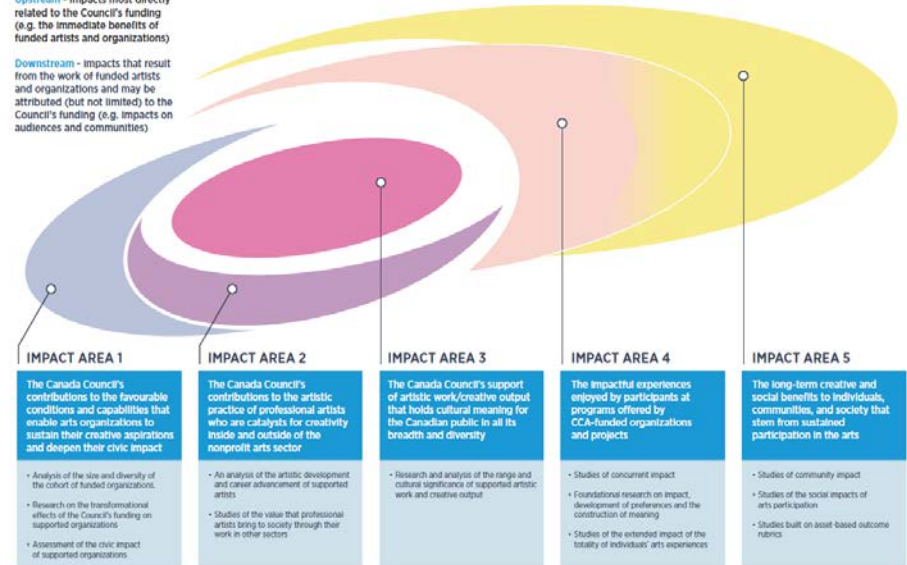 Upstream - impacts most directly
related to the Council's funding
(e.g. the immediate benefits of
funded artists and organizations)
Downstream - impacts that result
from the work of funded artists
and organizations and may be
attributed (but not limited) to the
Council's funding (e.g. impacts on
audiences and communities)
IMPACT AREA 1
The Canada Council's
contributions to the favourable
conditions and capabilities that
enable arts organizations to
sustain their creative aspirations
and deepen their civic impact
• Analysis of the size and diversity of
the cohort of funded organizations.
• Research on the transformational
effects of the Council's funding on
supported organizations
• Assessment of the civic impact
of supported organizations
IMPACT AREA 2
The Canada Council's
contributions to the artistic
practice of professional artists
who are catalysts for creativity
inside and outside of the
nonprofit arts sector
• An analysis of the artistic development
and career advancement of supported
artists
• Studies of the value that professional
artists bring to society through their
work in other sectors
IMPACT AREA 3
The Canada Council's support
of artistic work/creative output
that holds cultural meaning for
the Canadian public in all its
breadth and diversity
• Research and analysis of the range and
cultural significance of supported artistic
work and creative output
IMPACT AREA 4
The impactful experiences
enjoyed by participants at
programs offered by
CCA-funded organizations
and projects
• Studies of concurrent impact
• Foundational research on impact,
development of preferences and the
construction of meaning
• Studies of the extended impact of the
totality of individuals' arts experiences
IMPACT AREA 5
The long-term creative and
social benefits to individuals,
communities, and society that
stem from sustained
participation in the arts
• Studies of community impact
• Studies of the social impacts of
arts participation
• Studies built on asset-based outcome
rubrics